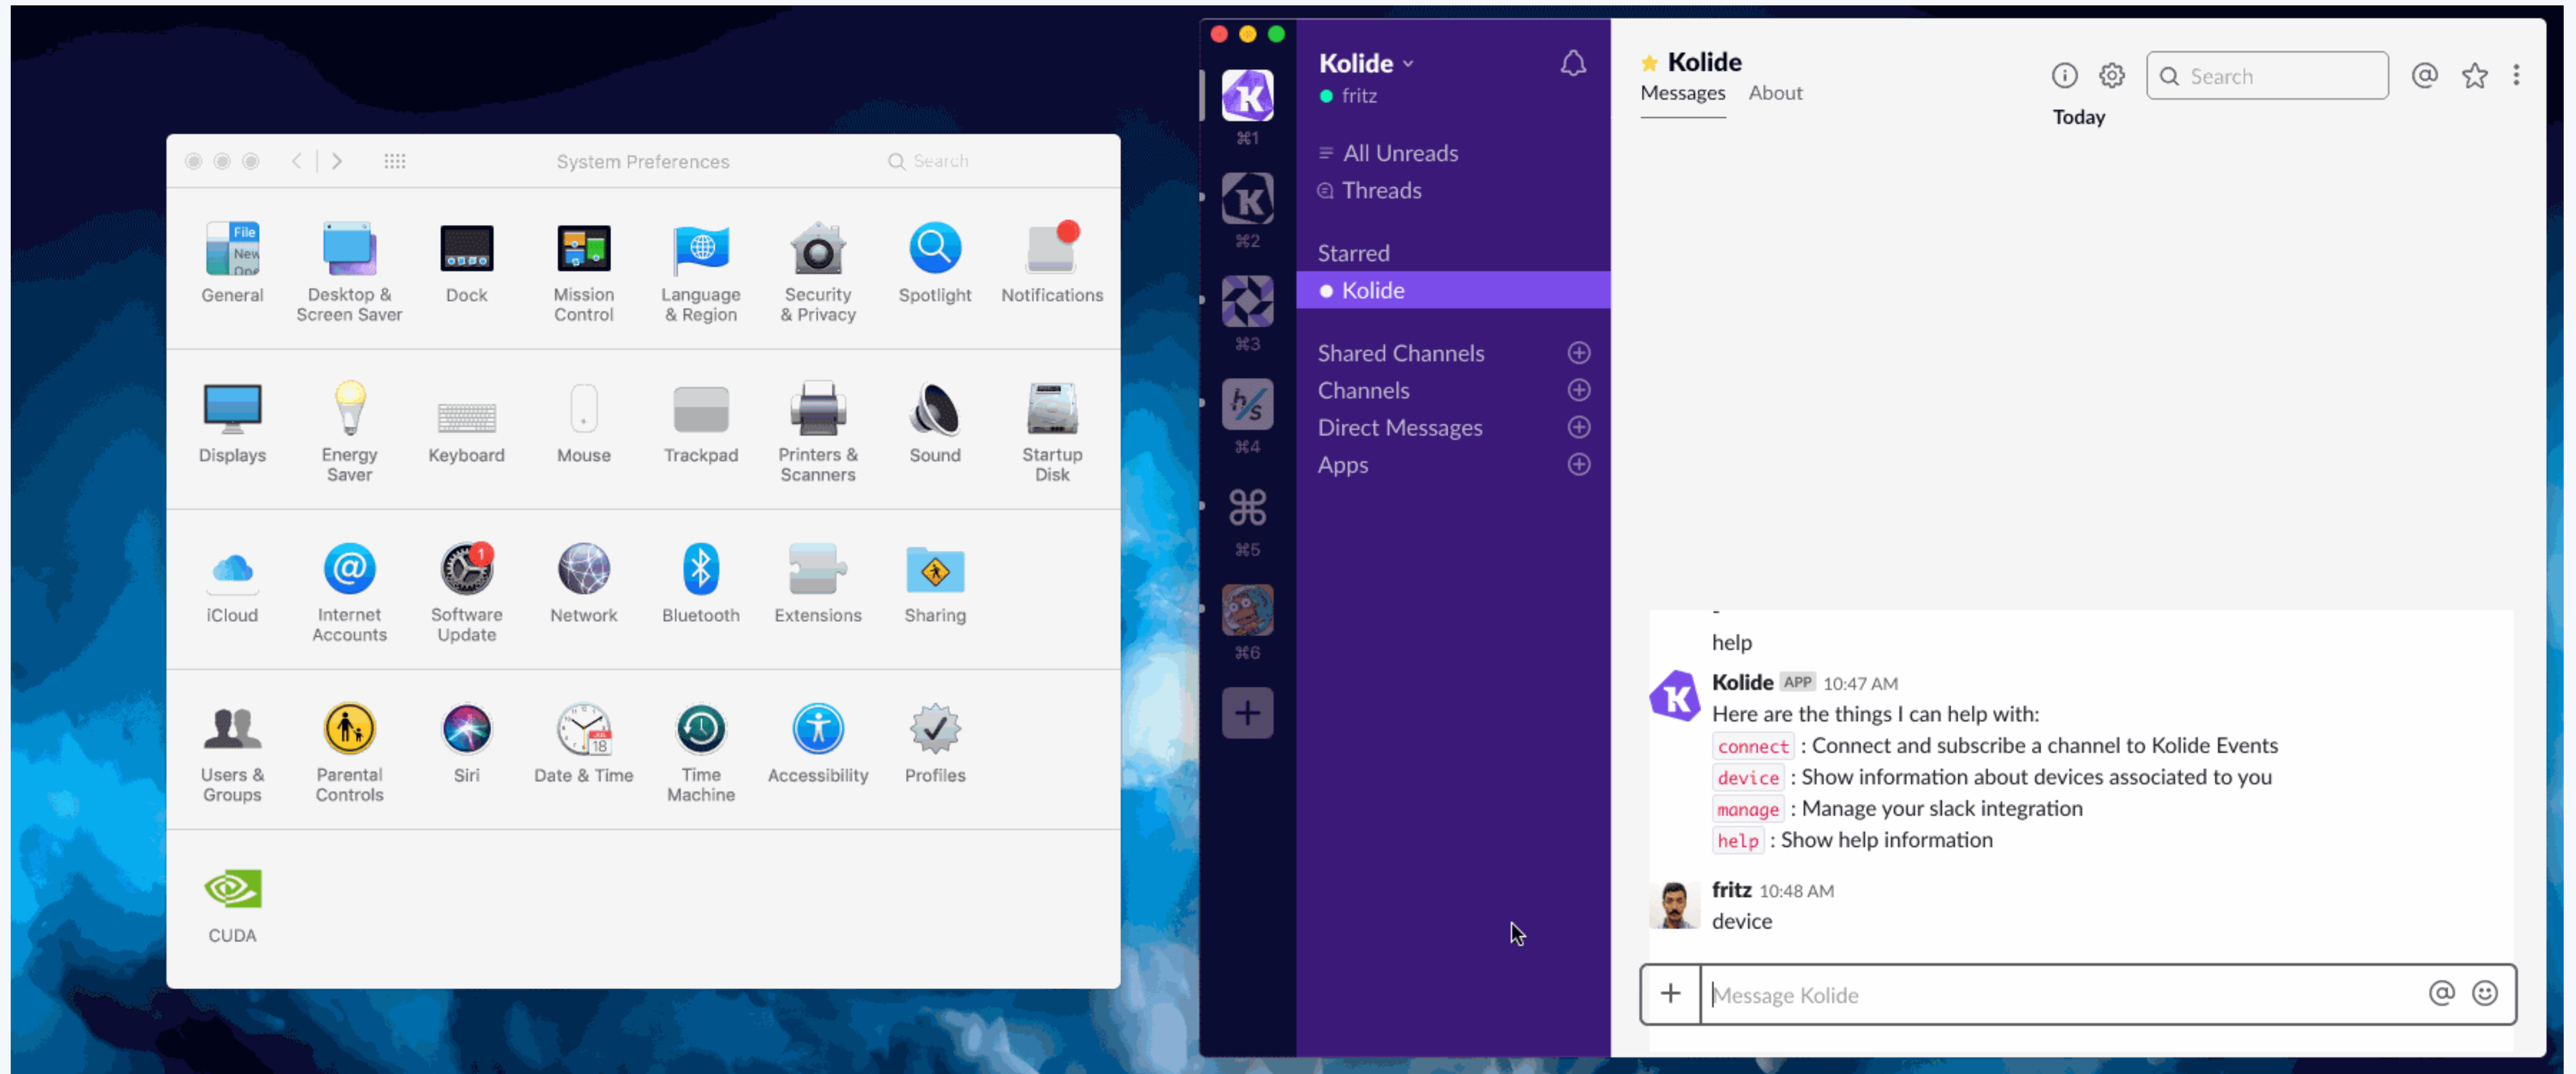 System Preferences
Search
File
New
Ope
General
Desktop &
Screen Saver
Dock
Mission
Control
Language
& Region
Security
& Privacy
Spotlight
Notifications
Displays
Energy
Saver
Keyboard
Mouse
Trackpad
Printers &
Scanners
Sound
Startup
Disk
iCloud
Internet
Accounts
1
Software
Update
Network
Bluetooth
Extensions
Sharing
Users &
Groups
Parental
Controls
Siri
JUL
18
Date & Time
Time
Machine
Accessibility
Profiles
CUDA
K
⌘1
K
⌘2
⌘3
h/s
⌘4
⌘
⌘5
⌘6
Kolide
fritz
All Unreads
Threads
Starred
Kolide
Shared Channels
Channels
Direct Messages
Apps
Kolide
Messages About
Search
Today
help
K
Kolide APP 10:47 AM
Here are the things I can help with:
connect : Connect and subscribe a channel to Kolide Events
device : Show information about devices associated to you
manage : Manage your slack integration
help : Show help information
fritz 10:48 AM
device
Message Kolide